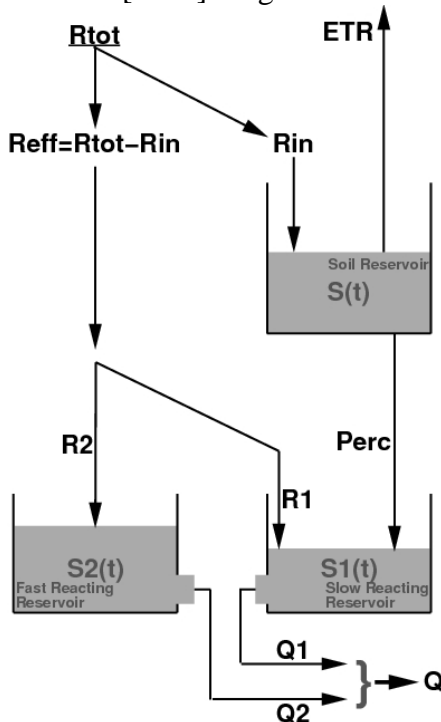 Rtot
ETR
Reff=Rtot−Rin
Rin
Soil Reservoir
S(t)
R2
Perc
R1
S2(t)
Fast Reacting
Reservoir
S1(t)
Slow Reacting
Reservoir
Q1
Q
Q2